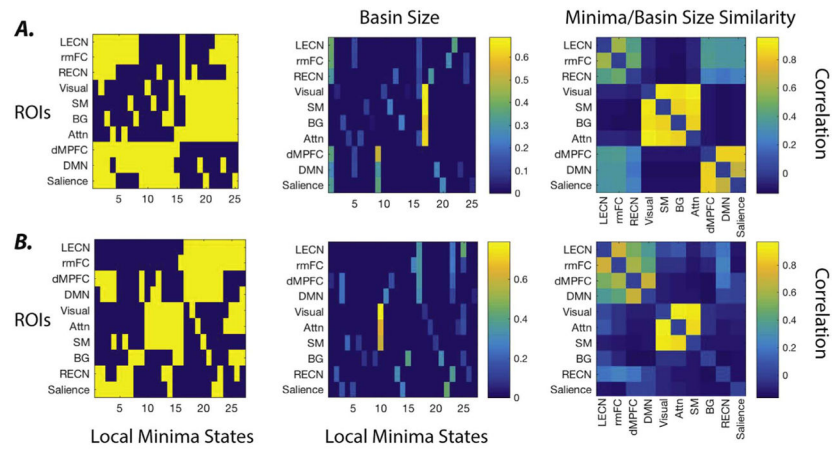 A.
Basin Size
Minima/Basin Size Similarity
ROIs
LECN
rmFC
RECN
Visual
SM
BG
Attn
dMPFC
DMN
Salience
5 10 15 20 25
LECN
rmFC
RECN
Visual
SM
BG
Attn
dMPFC
DMN
Salience
5 10 15 20 25
0.6
0.5
0.4
0.3
0.2
0.1
0
LECN
rmFC
RECN
Visual
SM
BG
Attn
dMPFC
DMN
Salience
LECN
rmFC
RECN
Visual
SM
BG
Attn
dMPFC
DMN
Salience
0.8
0.6
0.4
0.2
0
Correlation
B.
ROIs
LECN
rmFC
dMPFC
DMN
Visual
Attn
SM
BG
RECN
Salience
5 10 15 20 25
Local Minima States
LECN
rmFC
dMPFC
DMN
Visual
Attn
SM
BG
RECN
Salience
5 10 15 20 25
Local Minima States
0.6
0.4
0.2
0
LECN
rmFC
dMPFC
DMN
Visual
Attn
SM
BG
RECN
Salience
LECN
rmFC
dMPFC
DMN
Visual
Attn
SM
BG
RECN
Salience
0.8
0.6
0.4
0.2
0
Correlation